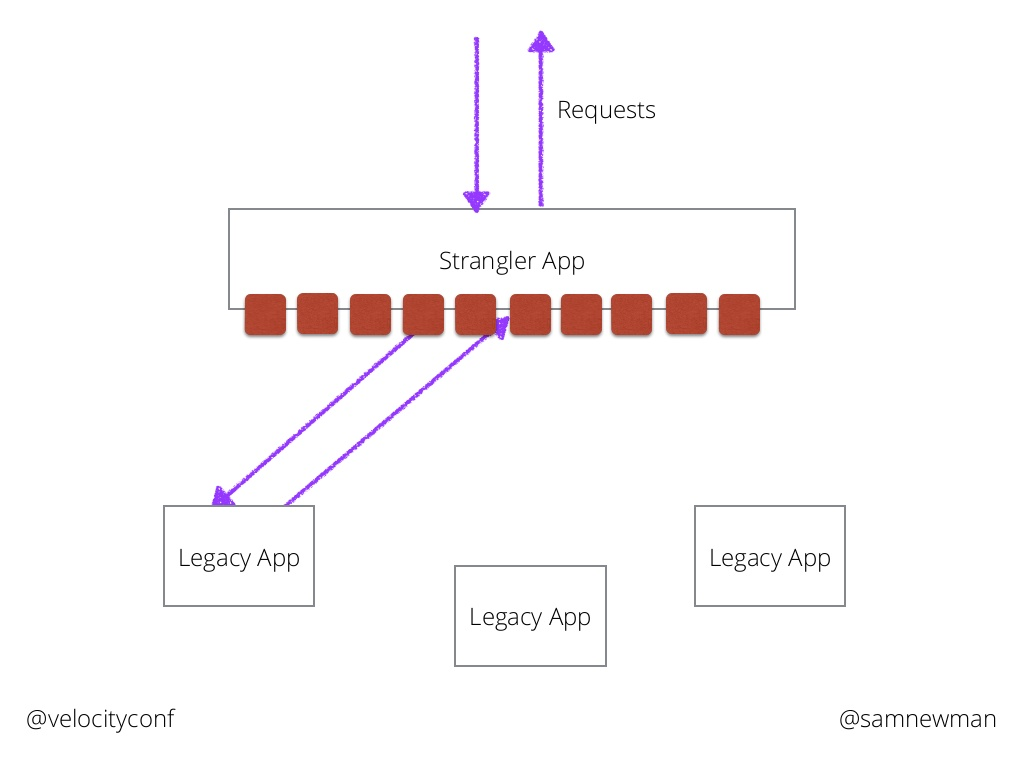 Requests
Strangler App
Legacy App
Legacy App
Legacy App
@velocityconf
@samnewman